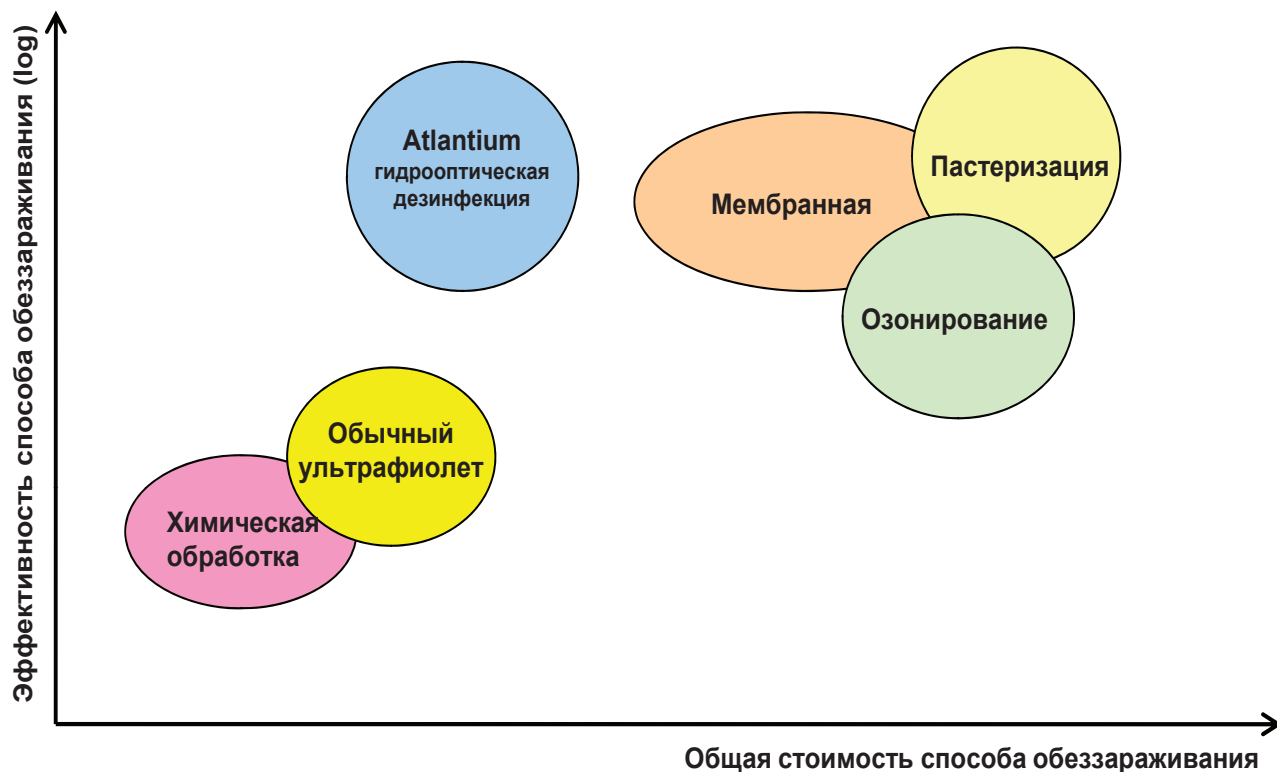 Эффективность способа обеззараживания (log)
Atlantium
гидрооптическая
дезинфекция
Мембранная
Пастеризация
Озонирование
Обычный
ультрафиолет
Химическая
обработка
Общая стоимость способа обеззараживания